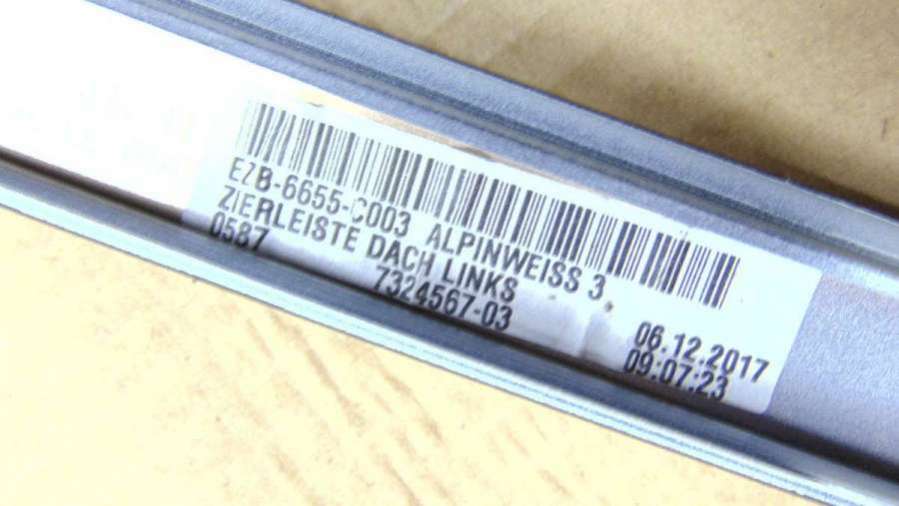 EZB-6655-C003 ALPINWEISS 3
ZIERLEISTE DACH LINKS
0587 7324567-03
06.12.2017
09:07:23